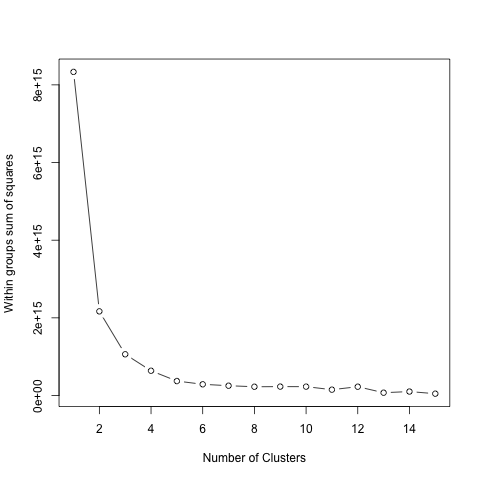 Within groups sum of squares
8e+15
6e+15
4e+15
2e+15
0e+00
2 4 6 8 10 12 14
Number of Clusters